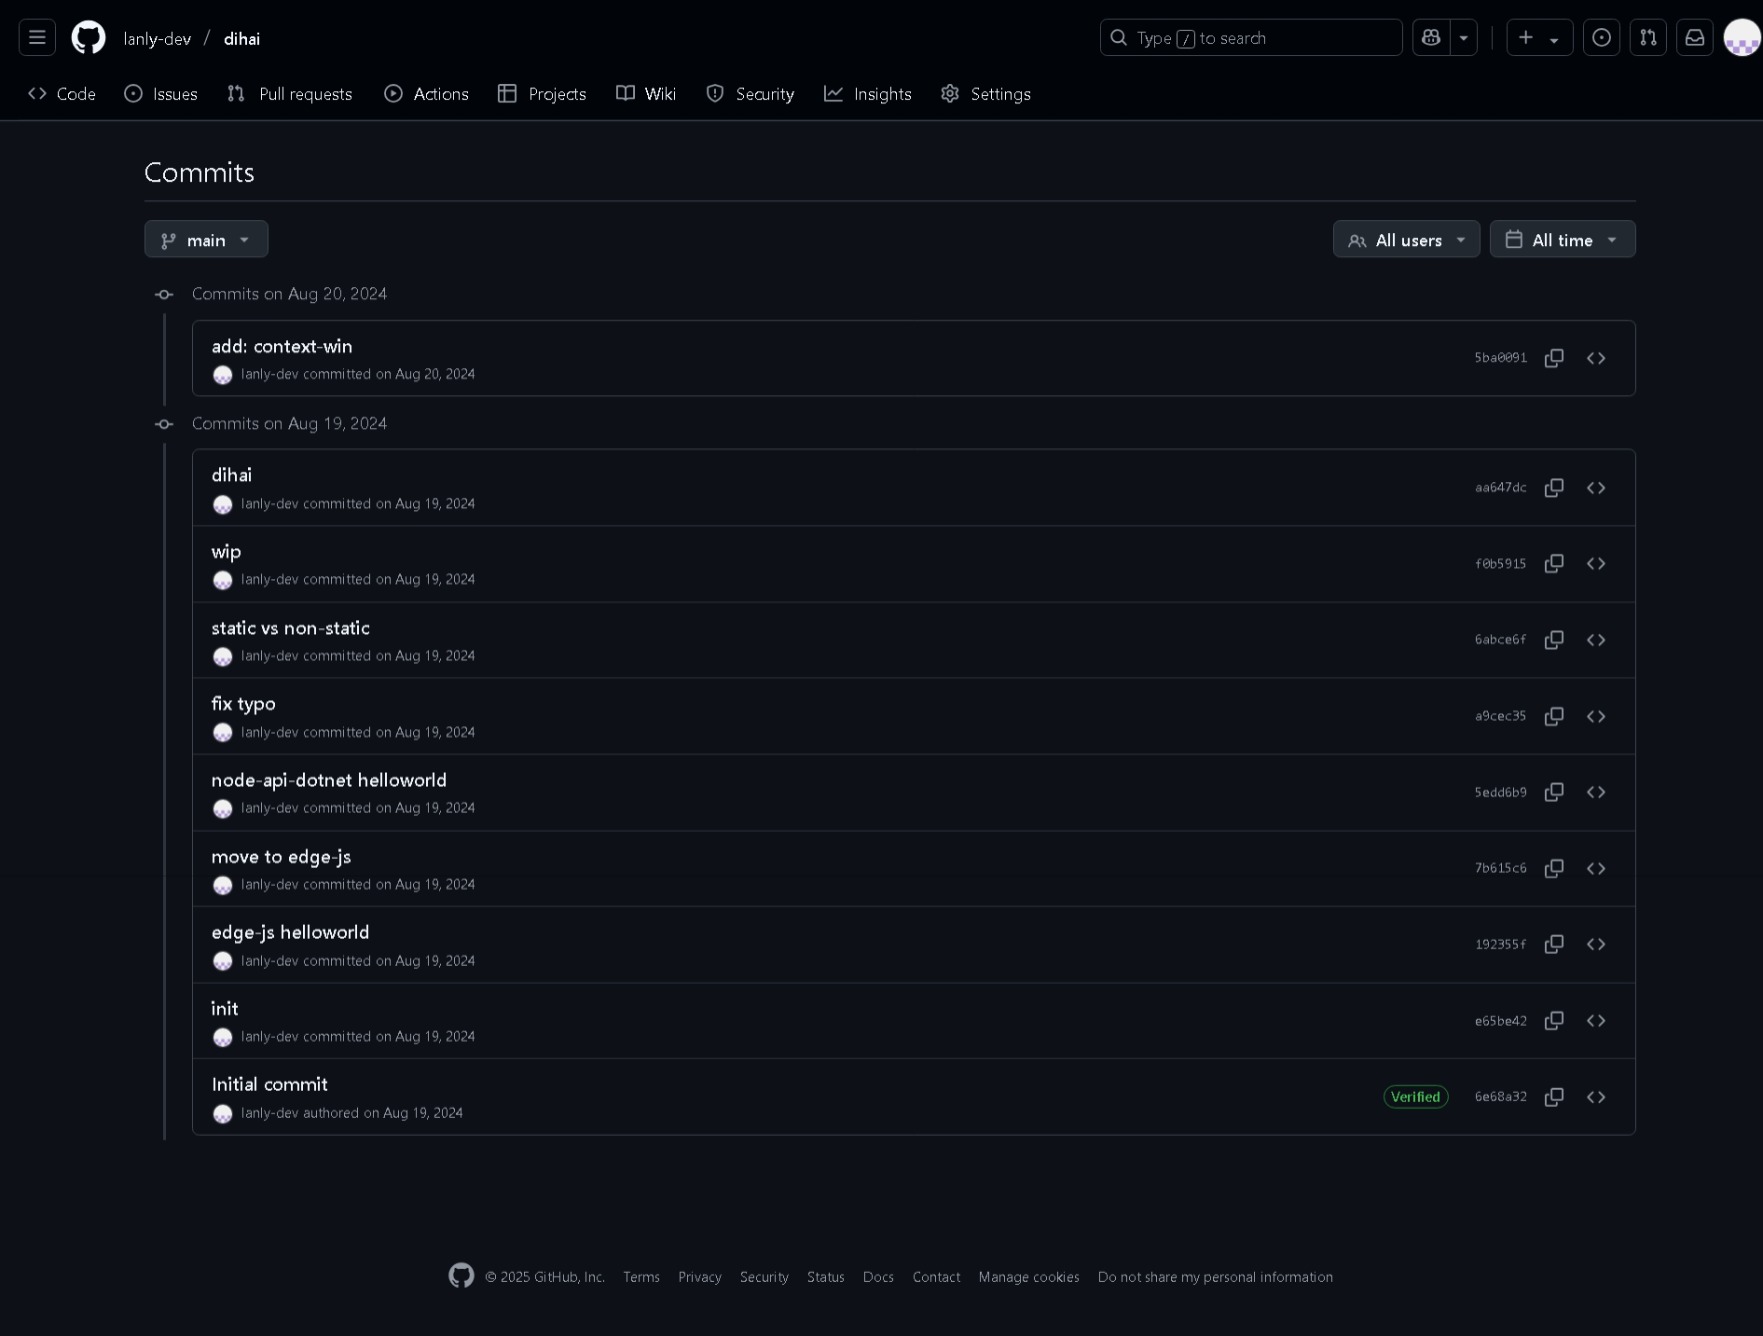 lanly-dev / dihai
Type / to search
Code Issues Pull requests Actions Projects Wiki Security Insights Settings
Commits
main All users All time
Commits on Aug 20, 2024
add: context-win
lanly-dev committed on Aug 20, 2024
5ba0091
Commits on Aug 19, 2024
dihai
lanly-dev committed on Aug 19, 2024
aa647dc
wip
lanly-dev committed on Aug 19, 2024
f0b5915
static vs non-static
lanly-dev committed on Aug 19, 2024
6abce6f
fix typo
lanly-dev committed on Aug 19, 2024
a9cec35
node-api-dotnet helloworld
lanly-dev committed on Aug 19, 2024
5edd6b9
move to edge-js
lanly-dev committed on Aug 19, 2024
7b615c6
edge-js helloworld
lanly-dev committed on Aug 19, 2024
192355f
init
lanly-dev committed on Aug 19, 2024
e65be42
Initial commit
lanly-dev authored on Aug 19, 2024
Verified 6e68a32
© 2025 GitHub, Inc. Terms Privacy Security Status Docs Contact Manage cookies Do not share my personal information